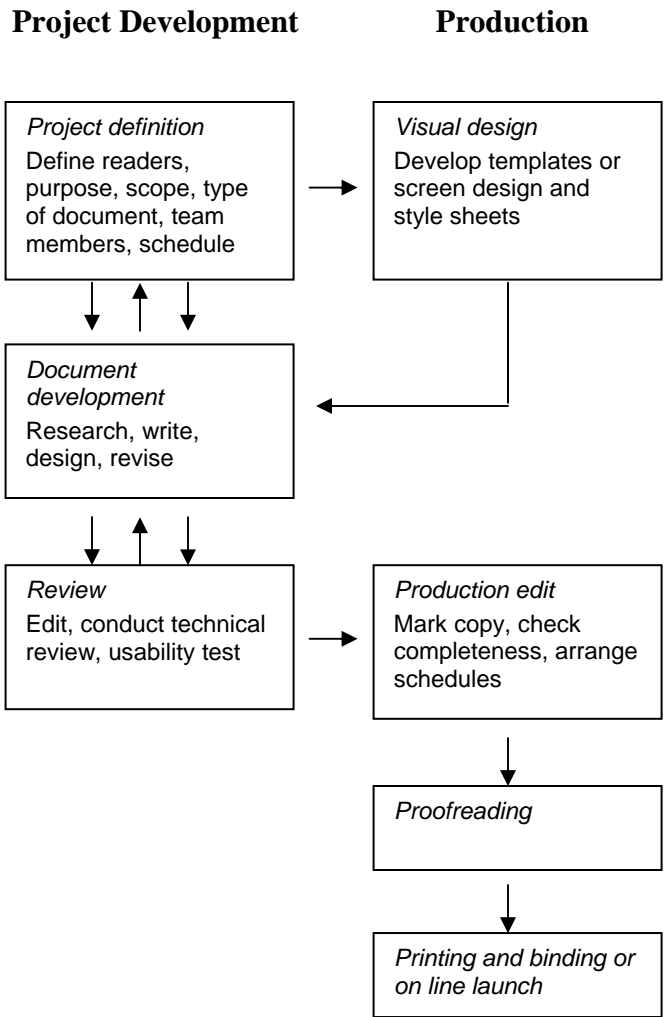 Project Development
Production
Project definition
Define readers,
purpose, scope, type
of document, team
members, schedule
Visual design
Develop templates or
screen design and
style sheets
Document
development
Research, write,
design, revise
Review
Edit, conduct technical
review, usability test
Production edit
Mark copy, check
completeness, arrange
schedules
Proofreading
Printing and binding or
on line launch